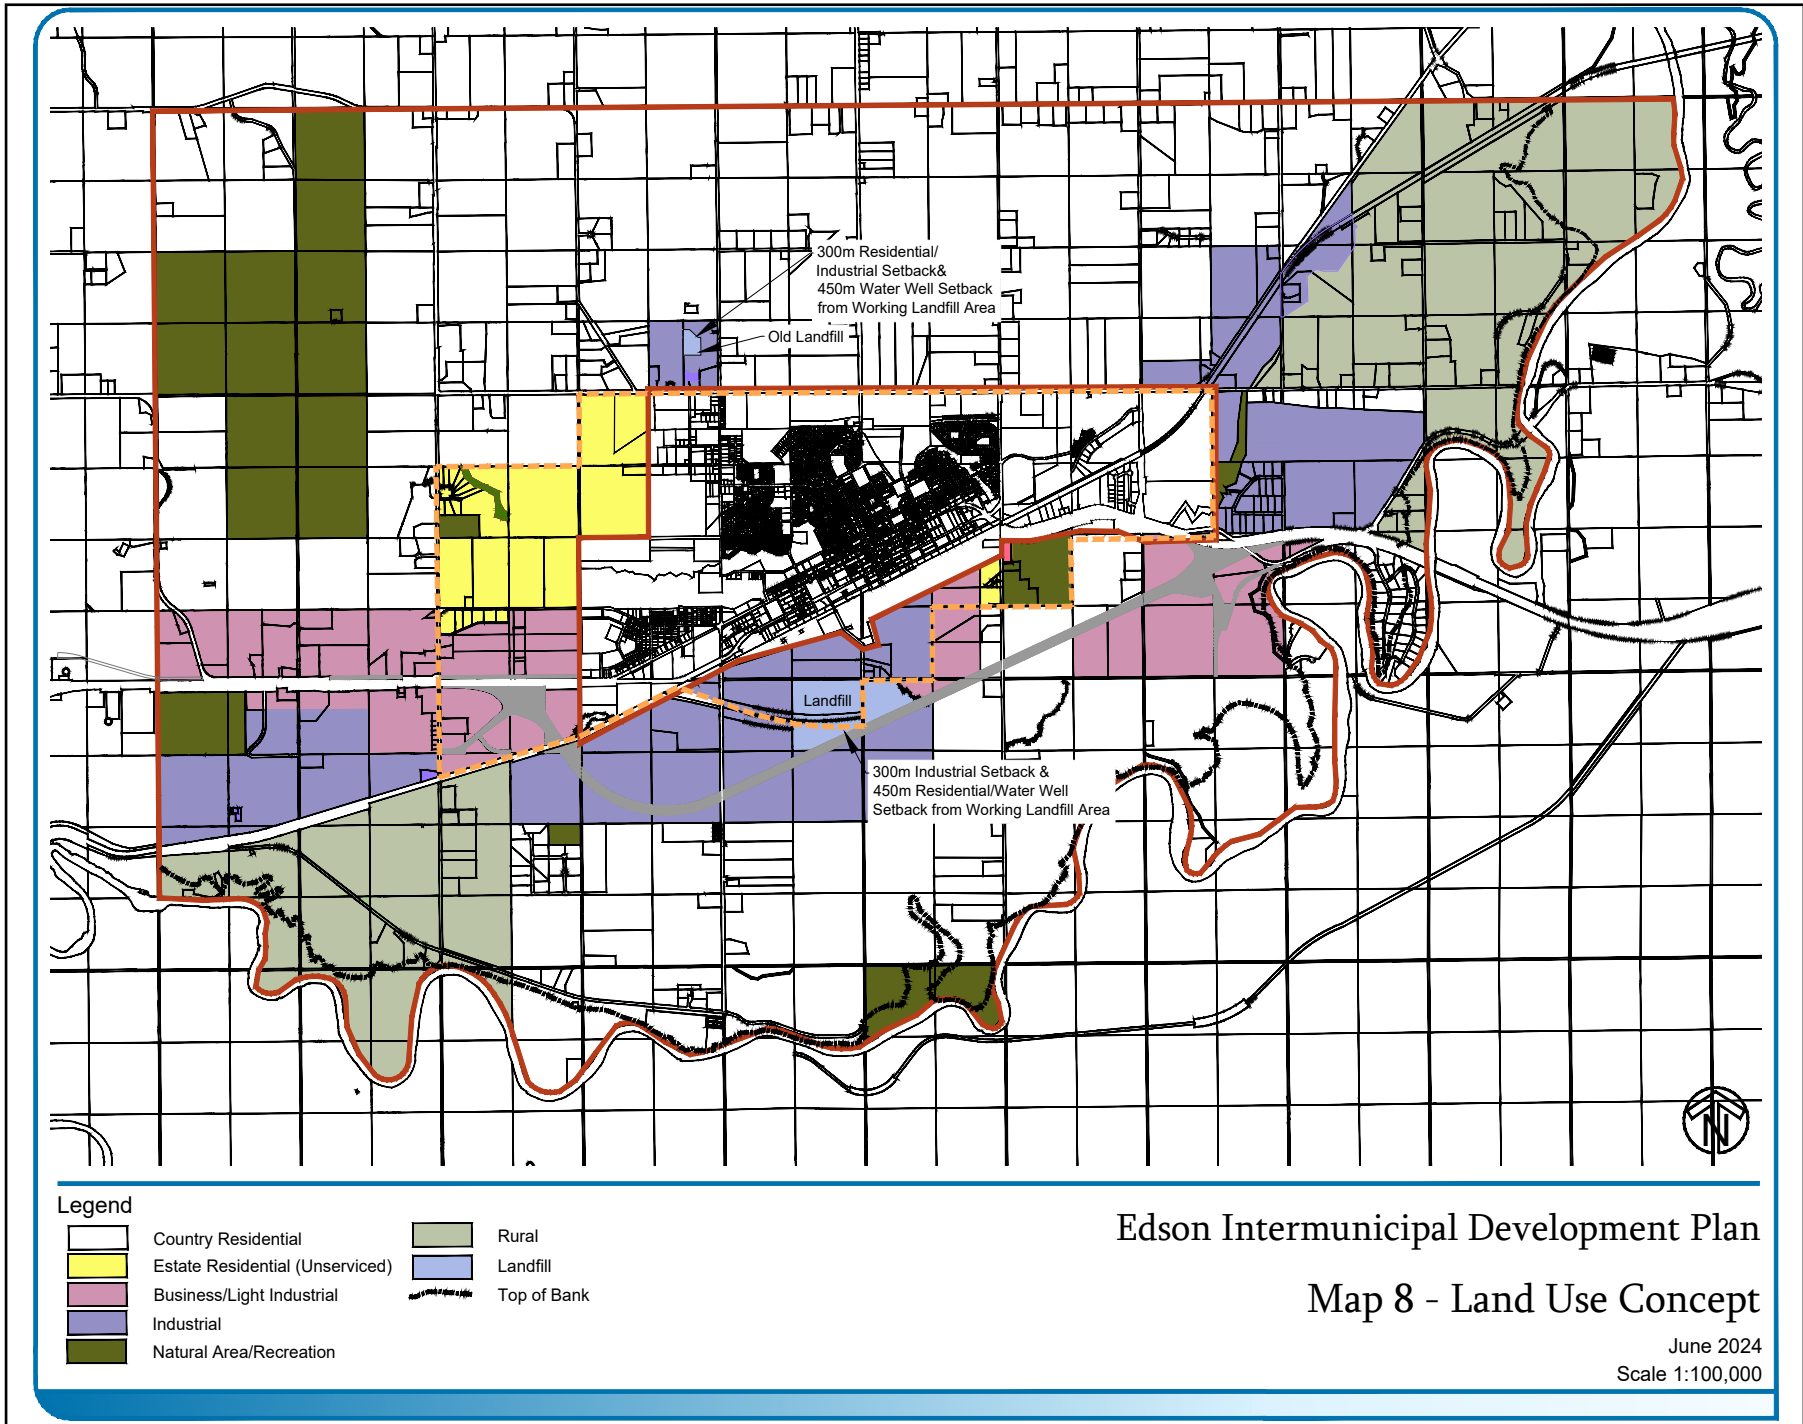 300m Residential/
Industrial Setback&
450m Water Well Setback
from Working Landfill Area
Old Landfill
Landfill
300m Industrial Setback &
450m Residential/Water Well
Setback from Working Landfill Area
N
Legend
Country Residential
Estate Residential (Unserviced)
Business/Light Industrial
Industrial
Natural Area/Recreation
Rural
Landfill
Top of Bank
Edson Intermunicipal Development Plan
Map 8 - Land Use Concept
June 2024
Scale 1:100,000